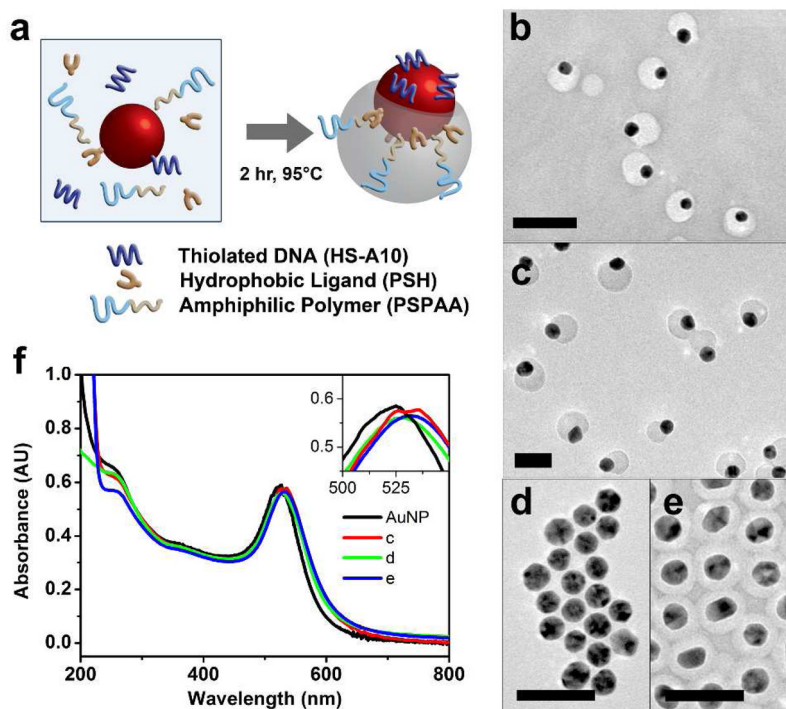 a
2 hr, 95°C
Thiolated DNA (HS-A10)
Hydrophobic Ligand (PSH)
Amphiphilic Polymer (PSPAA)
b
c
d
e
f
1.0
0.8
0.6
0.4
0.2
0.0
Absorbance (AU)
200
400
600
800
Wavelength (nm)
0.6
0.5
500
525
AuNP
c
d
e